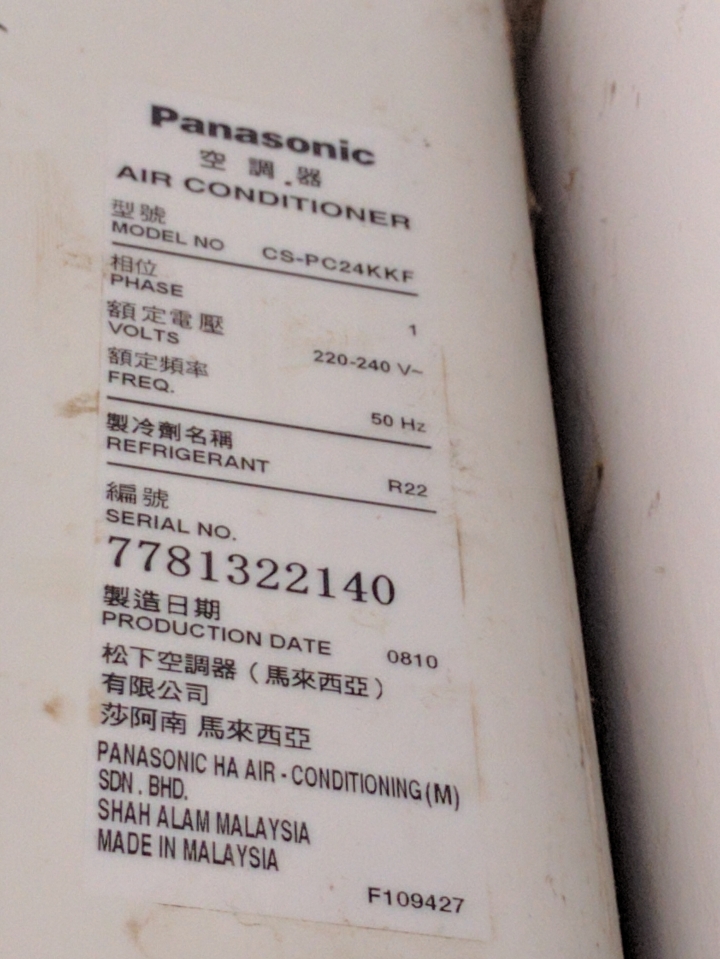 Panasonic
空調器
AIR CONDITIONER
型號
MODEL NO CS-PC24KKF
相位
PHASE 1
額定電壓
VOLTS 220-240 V~
額定頻率
FREQ. 50 Hz
製冷劑名稱
REFRIGERANT R22
編號
SERIAL NO.
7781322140
製造日期
PRODUCTION DATE 0810
松下空調器（馬來西亞）
有限公司
莎阿南 馬來西亞
PANASONIC HA AIR - CONDITIONING(M)
SDN . BHD.
SHAH ALAM MALAYSIA
MADE IN MALAYSIA
F109427